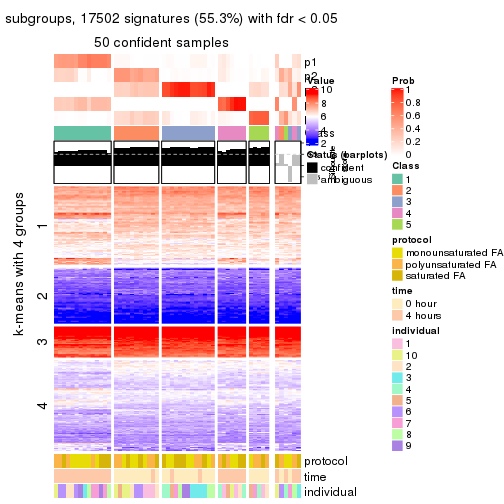 subgroups, 17502 signatures (55.3%) with fdr < 0.05
50 confident samples
p1
p2
Value
10
8
6
4
2
Prob
1
0.8
0.6
0.4
0.2
0
Status (barplots)
confident
ambiguous
Class
1
2
3
4
5
k-means with 4 groups
1
2
3
4
protocol
monounsaturated FA
polyunsaturated FA
saturated FA
time
0 hour
4 hours
individual
1
10
2
3
4
5
6
7
8
9
protocol
time
individual